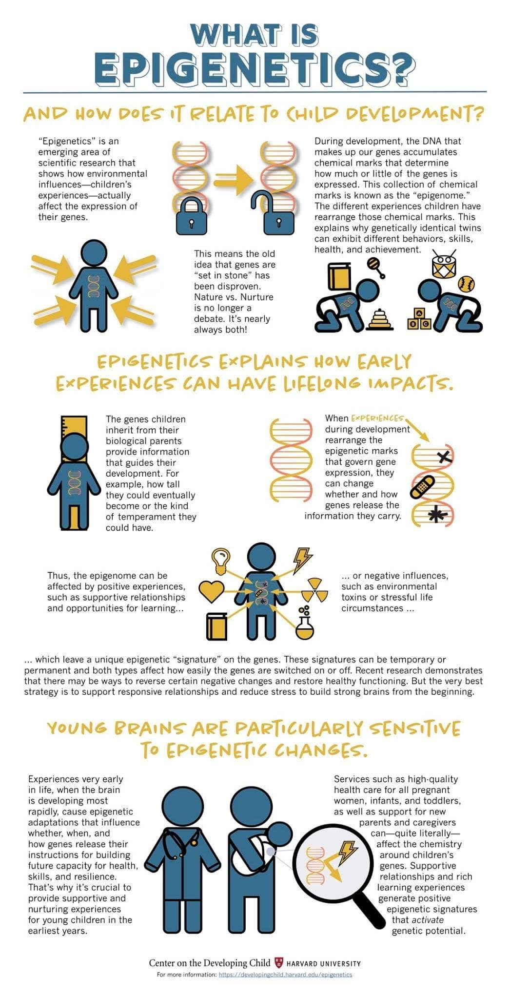 WHAT IS
EPIGENETICS?
AND HOW DOES IT RELATE TO CHILD DEVELOPMENT?
“Epigenetics” is an
emerging area of
scientific research that
shows how environmental
influences—children’s
experiences—actually
affect the expression of
their genes.
During development, the DNA that
makes up our genes accumulates
chemical marks that determine
how much or little of the genes is
expressed. This collection of chemical
marks is known as the “epigenome.”
The different experiences children have
rearrange those chemical marks. This
explains why genetically identical twins
can exhibit different behaviors, skills,
health, and achievement.
This means the old
idea that genes are
“set in stone” has
been disproven.
Nature vs. Nurture
is no longer a
debate. It’s nearly
always both!
A
B C
EPIGENETICS EXPLAINS HOW EARLY
EXPERIENCES CAN HAVE LIFELONG IMPACTS.
The genes children
inherit from their
biological parents
provide information
that guides their
development. For
example, how tall
they could eventually
become or the kind
of temperament they
could have.
When EXPERIENCES
during development
rearrange the
epigenetic marks
that govern gene
expression, they
can change
whether and how
genes release the
information they carry.
Thus, the epigenome can be
affected by positive experiences,
such as supportive relationships
and opportunities for learning...
... or negative influences,
such as environmental
toxins or stressful life
circumstances ...
... which leave a unique epigenetic “signature” on the genes. These signatures can be temporary or
permanent and both types affect how easily the genes are switched on or off. Recent research demonstrates
that there may be ways to reverse certain negative changes and restore healthy functioning. But the very best
strategy is to support responsive relationships and reduce stress to build strong brains from the beginning.
YOUNG BRAINS ARE PARTICULARLY SENSITIVE
TO EPIGENETIC CHANGES.
Experiences very early
in life, when the brain
is developing most
rapidly, cause epigenetic
adaptations that influence
whether, when, and
how genes release their
instructions for building
future capacity for health,
skills, and resilience.
That’s why it’s crucial to
provide supportive and
nurturing experiences
for young children in the
earliest years.
Services such as high-quality
health care for all pregnant
women, infants, and toddlers,
as well as support for new
parents and caregivers
can—quite literally—
affect the chemistry
around children’s
genes. Supportive
relationships and rich
learning experiences
generate positive
epigenetic signatures
that activate
genetic potential.
Center on the Developing Child HARVARD UNIVERSITY
For more information: https://developingchild.harvard.edu/epigenetics